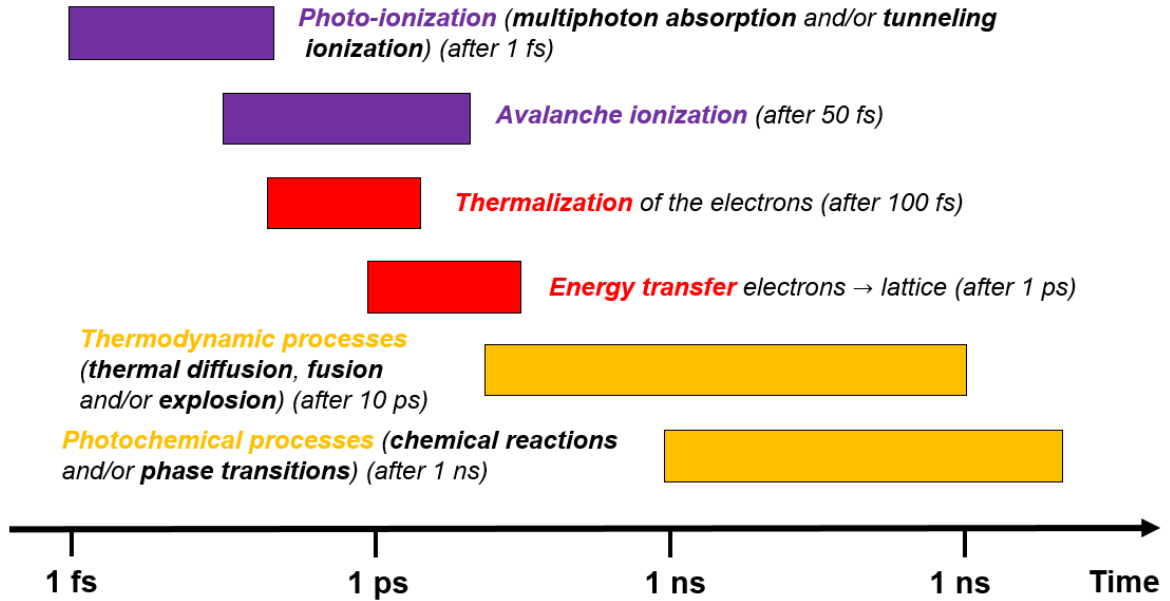 Photo-ionization (multiphoton absorption and/or tunneling
ionization) (after 1 fs)
Avalanche ionization (after 50 fs)
Thermalization of the electrons (after 100 fs)
Energy transfer electrons → lattice (after 1 ps)
Thermodynamic processes
(thermal diffusion, fusion
and/or explosion) (after 10 ps)
Photochemical processes (chemical reactions
and/or phase transitions) (after 1 ns)
1 fs 1 ps 1 ns 1 ns Time